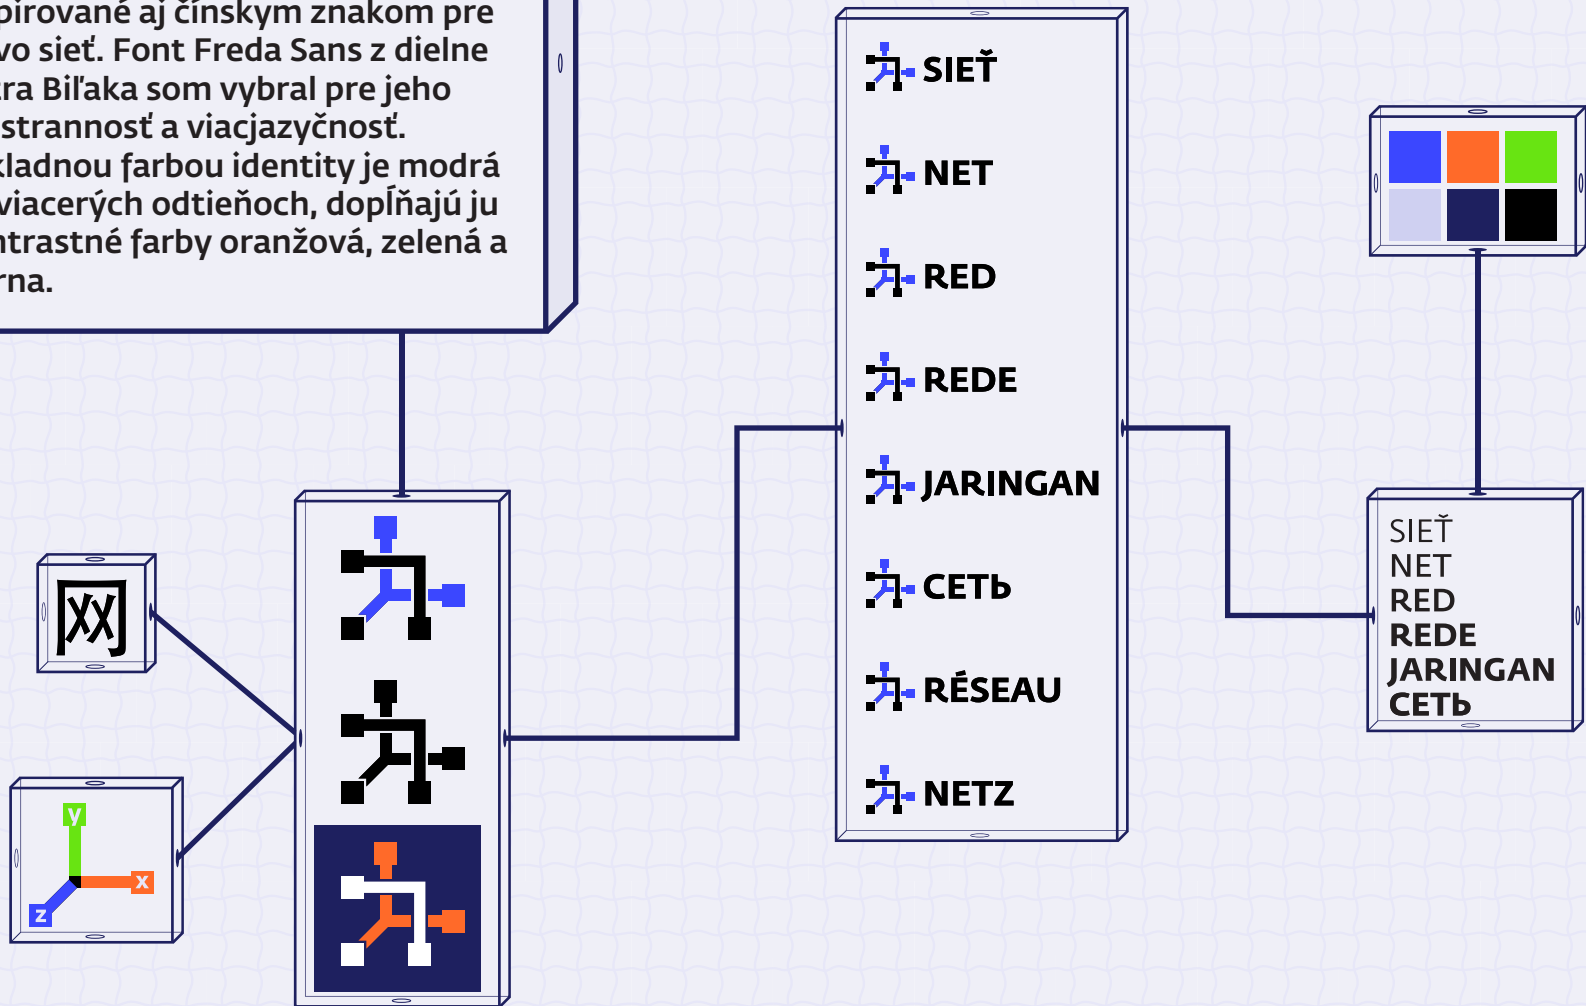 pirované aj čínskym znakom pre
vo sieť. Font Freda Sans z dielne
tra Biľaka som vybral pre jeho
strannosť a viacjazyčnosť.
kladnou farbou identity je modrá
viacerých odtieňoch, dopĺňajú ju
ntrastné farby oranžová, zelená a
rna.
网
y
x
z
SIEŤ
NET
RED
REDE
JARINGAN
СЕТЬ
RÉSEAU
NETZ
SIEŤ
NET
RED
REDE
JARINGAN
СЕТЬ